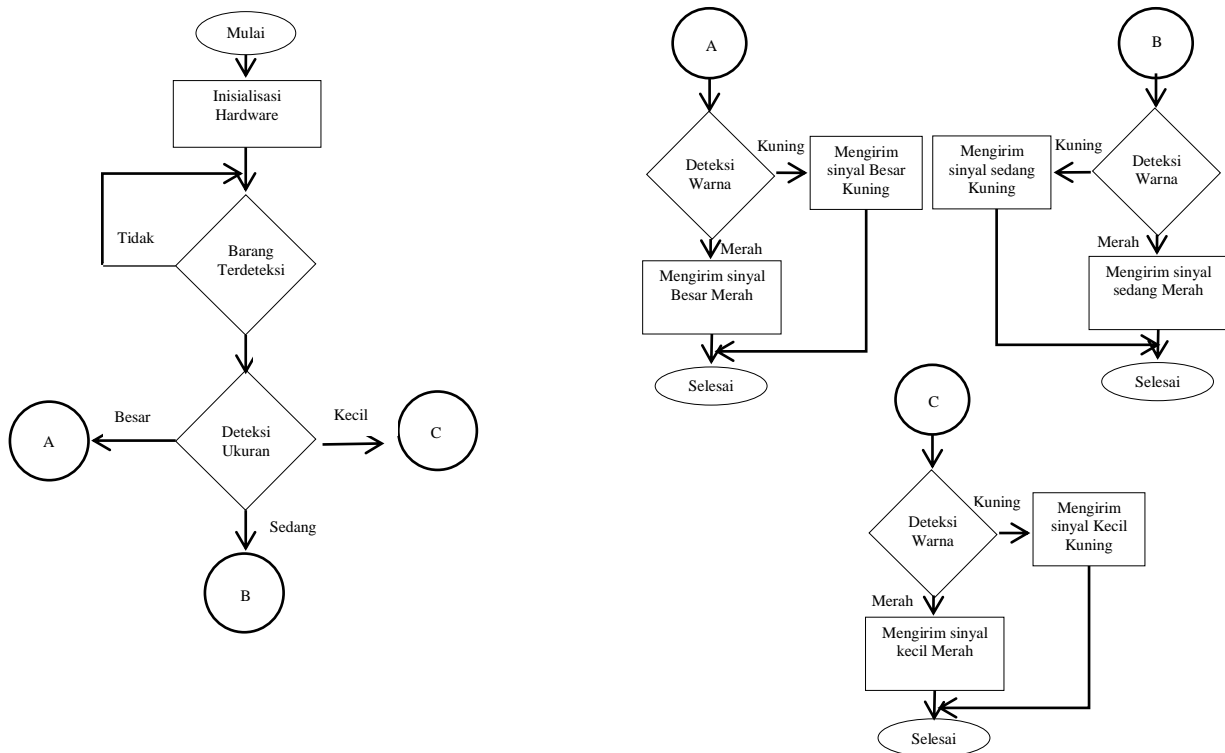 Mulai
Inisialisasi
Hardware
Tidak
Barang
Terdeteksi
Besar
Kecil
A
Deteksi
Ukuran
C
Sedang
B
A
Deteksi
Warna
Kuning
Mengirim
sinyal Besar
Kuning
Merah
Mengirim sinyal
Besar Merah
Selesai
B
Deteksi
Warna
Kuning
Mengirim
sinyal sedang
Kuning
Merah
Mengirim sinyal
sedang Merah
Selesai
C
Deteksi
Warna
Kuning
Mengirim
sinyal Kecil
Kuning
Merah
Mengirim sinyal
kecil Merah
Selesai